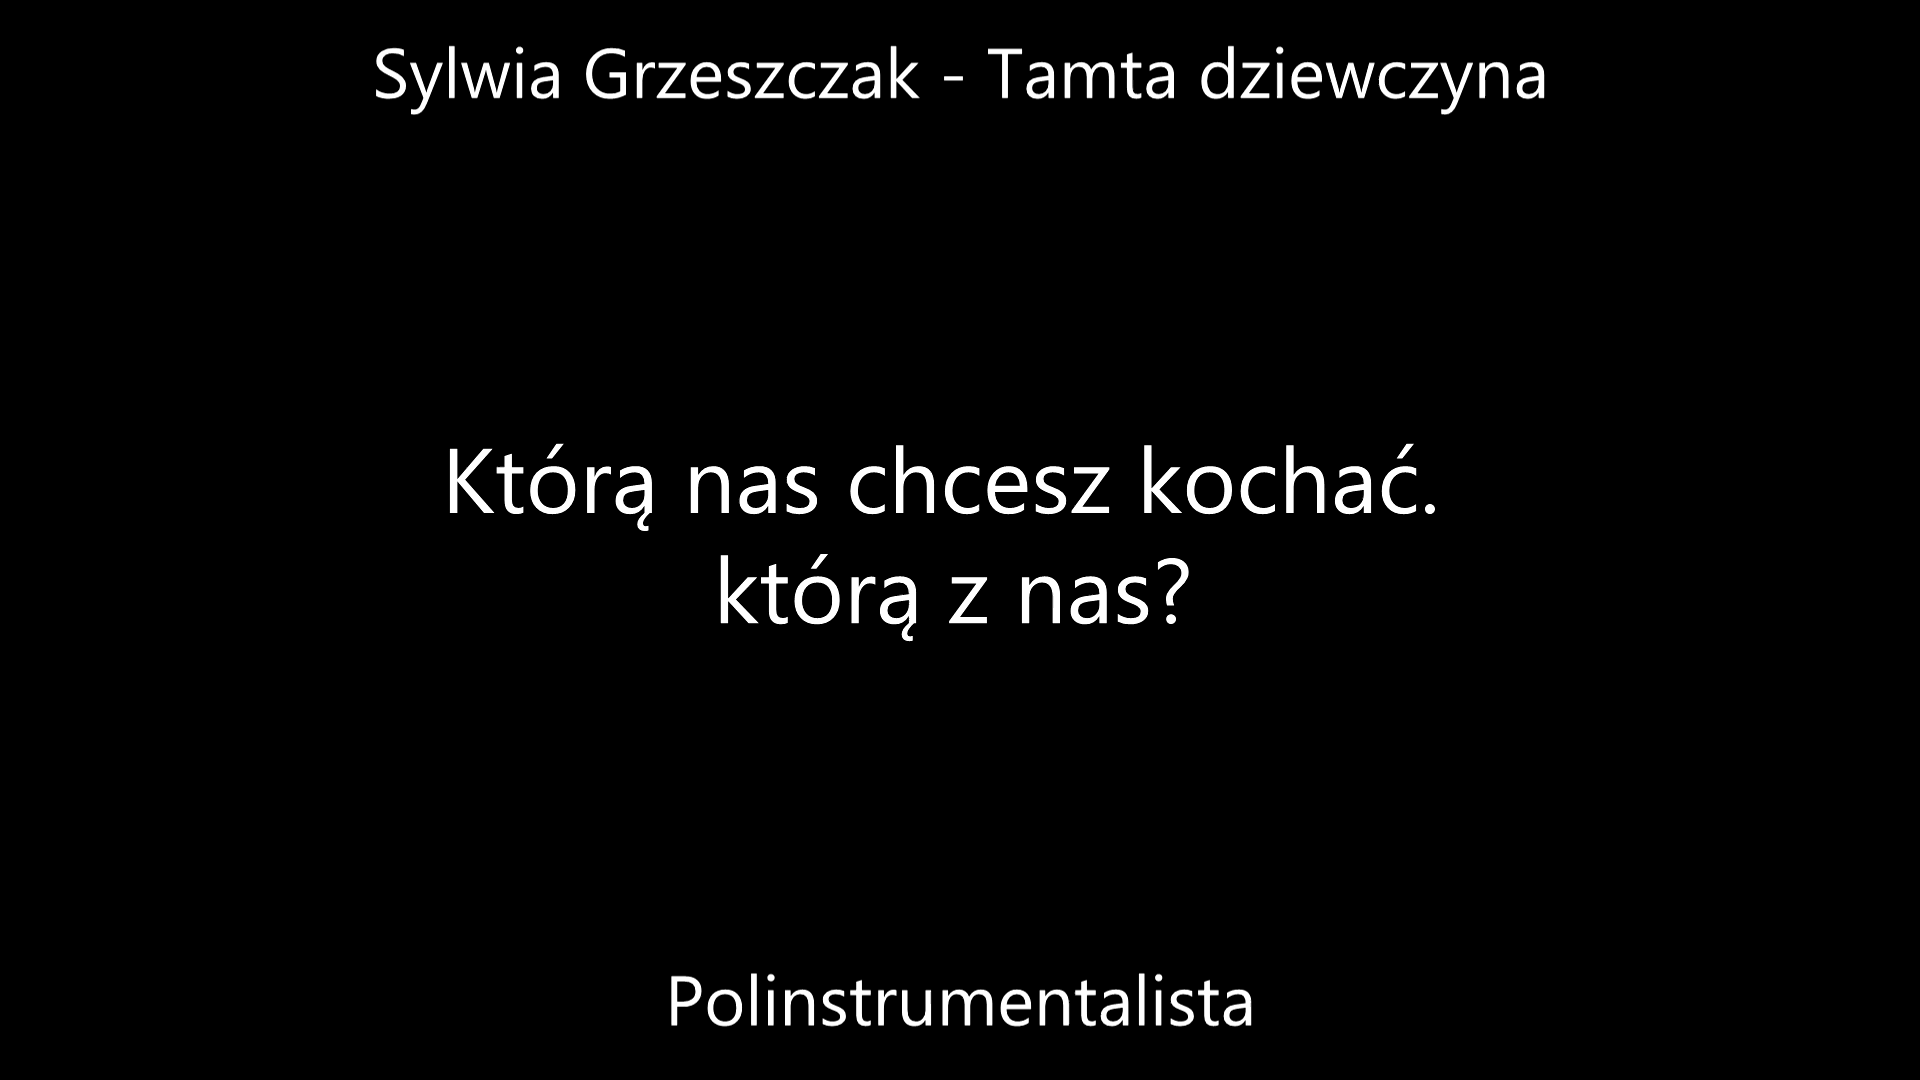 Sylwia Grzeszczak - Tamta dziewczyna
Którą nas chcesz kochać.
którą z nas?
Polinstrumentalista